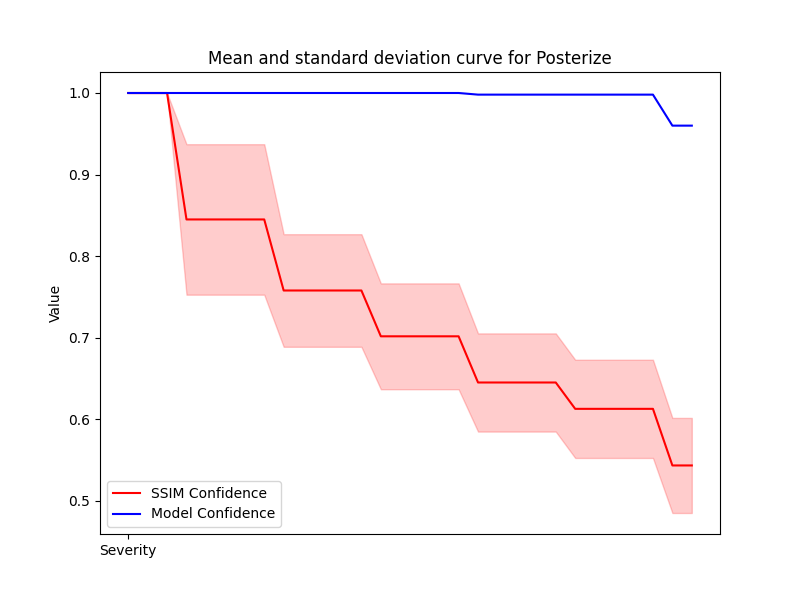 Mean and standard deviation curve for Posterize
1.0
0.9
0.8
0.7
0.6
0.5
Value
SSIM Confidence
Model Confidence
Severity